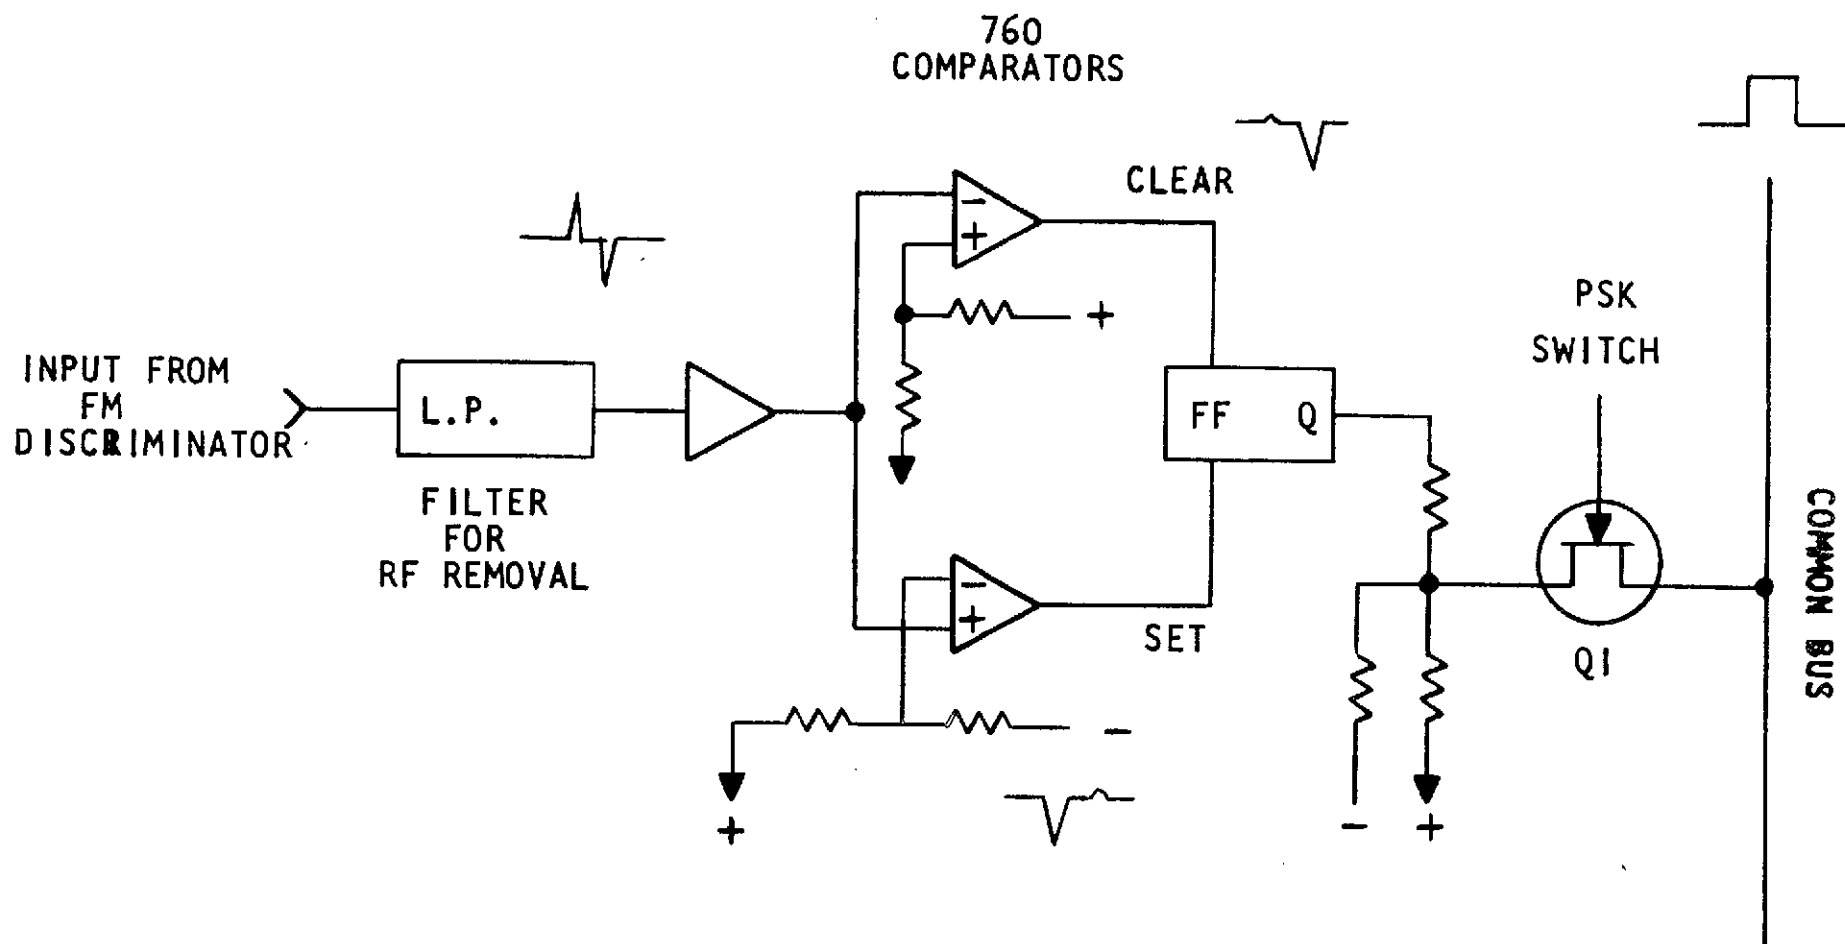 760
COMPARATORS
CLEAR
PSK
SWITCH
INPUT FROM
FM
DISCRIMINATOR
L.P.
FILTER
FOR
RF REMOVAL
-
+
+
FF Q
-
+
SET
-
+
Q1
- +
COMMON BUS